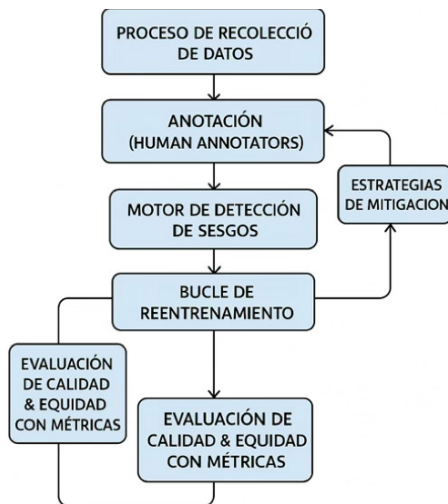 PROCESO DE RECOLECCIÓ
DE DATOS
ANOTACIÓN
(HUMAN ANNOTATORS)
ESTRATEGIAS
DE MITIGACION
MOTOR DE DETECCIÓN
DE SESGOS
BUCLE DE
REENTRENAMIENTO
EVALUACIÓN
DE CALIDAD
& EQUIDAD
CON MÉTRICAS
EVALUACIÓN DE
CALIDAD & EQUIDAD
CON MÉTRICAS